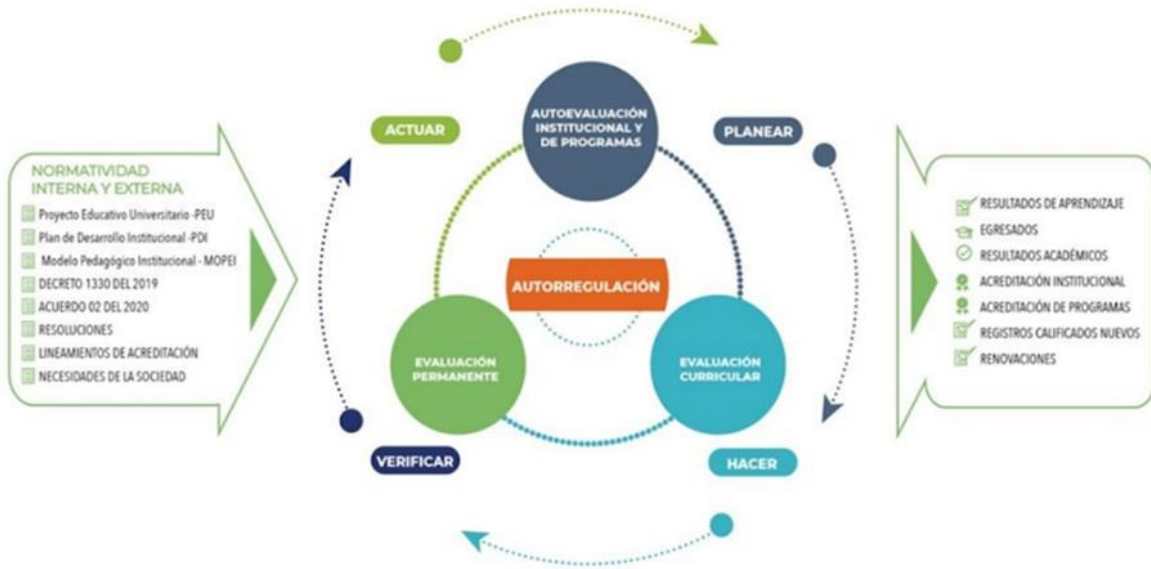 NORMATIVIDAD
INTERNA Y EXTERNA
Proyecto Educativo Universitario -PEU
Plan de Desarrollo Institucional -PDI
Modelo Pedagógico Institucional - MOPEI
DECRETO 1330 DEL 2019
ACUERDO 02 DEL 2020
RESOLUCIONES
LINEAMIENTOS DE ACREDITACIÓN
NECESIDADES DE LA SOCIEDAD
ACTUAR
AUTOEVALUACIÓN
INSTITUCIONAL Y
DE PROGRAMAS
PLANEAR
AUTORREGULACIÓN
EVALUACIÓN
PERMANENTE
EVALUACIÓN
CURRICULAR
VERIFICAR
HACER
RESULTADOS DE APRENDIZAJE
EGRESADOS
RESULTADOS ACADÉMICOS
ACREDITACIÓN INSTITUCIONAL
ACREDITACIÓN DE PROGRAMAS
REGISTROS CALIFICADOS NUEVOS
RENOVACIONES